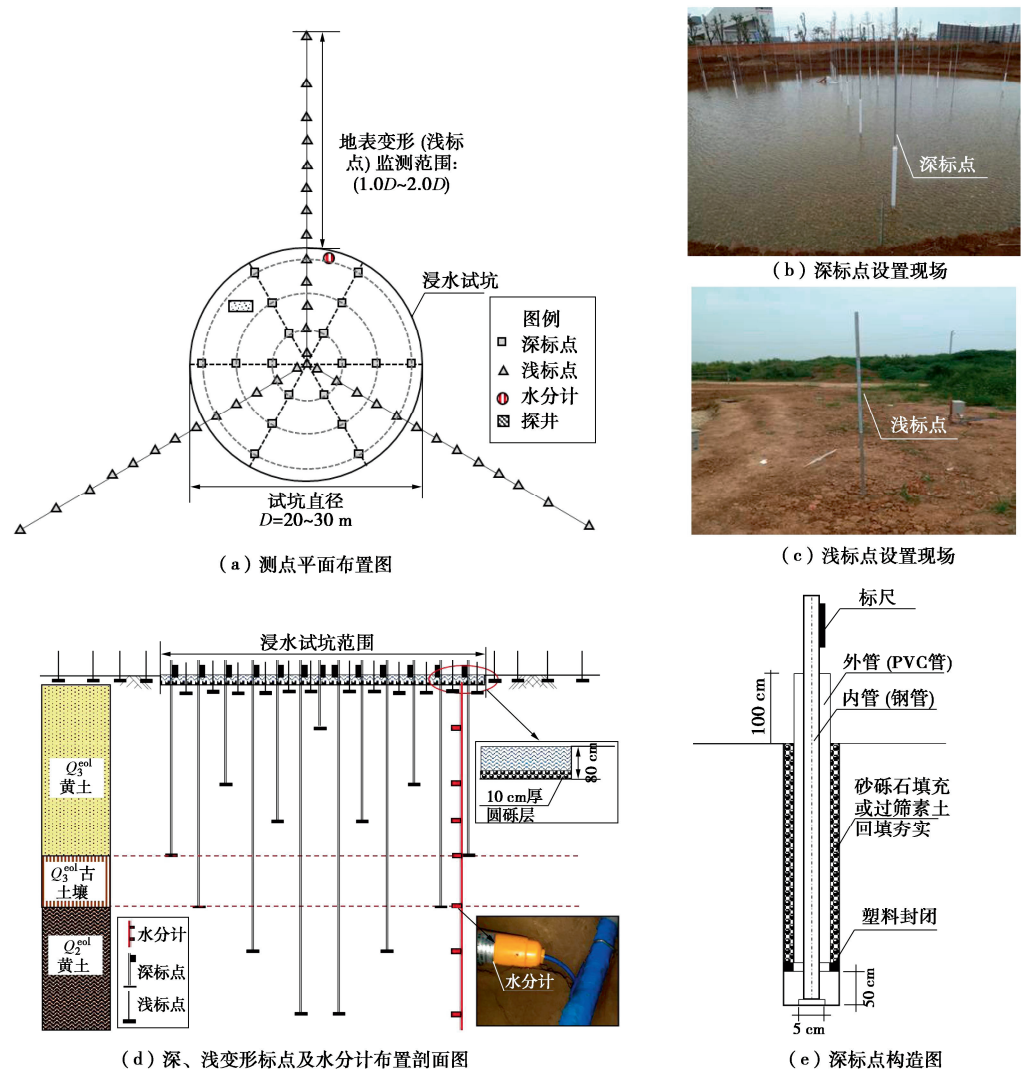 地表变形 (浅标
点) 监测范围:
(1.0D~2.0D)
浸水试坑
图例
深标点
浅标点
水分计
探井
试坑直径
D=20~30 m
(a) 测点平面布置图
深标点
(b) 深标点设置现场
浅标点
(c) 浅标点设置现场
浸水试坑范围
Q₃ᵉᵒˡ
黄土
Q₃ᵉᵒˡ古
土壤
Q₂ᵉᵒˡ
黄土
80 cm
10 cm厚
圆砾层
水分计
深标点
浅标点
水分计
(d) 深、浅变形标点及水分计布置剖面图
标尺
外管 (PVC管)
内管 (钢管)
100 cm
砂砾石填充
或过筛素土
回填夯实
塑料封闭
50 cm
5 cm
(e) 深标点构造图